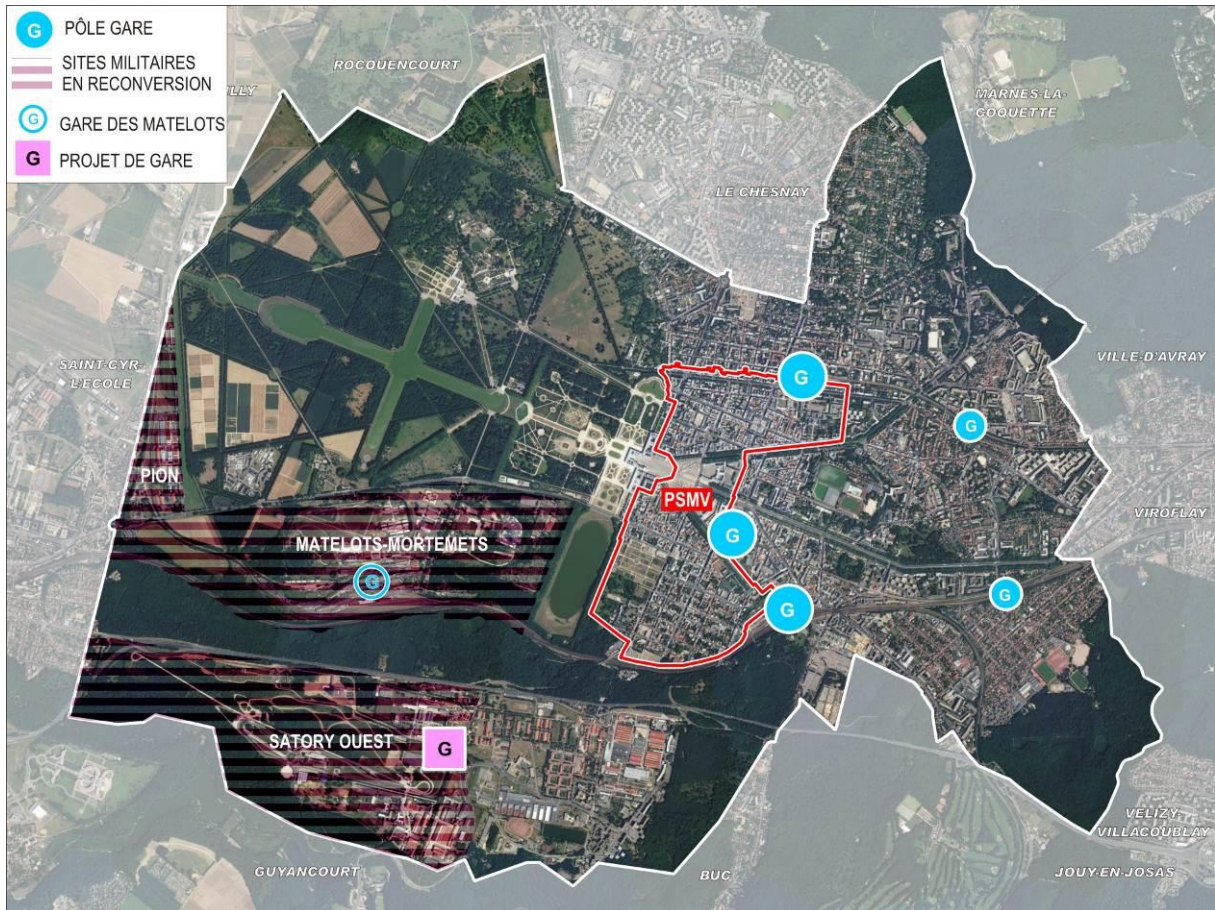 G PÔLE GARE
SITES MILITAIRES
EN RECONVERSION
G GARE DES MATELOTS
G PROJET DE GARE
ROCQUENCOURT
ILLY
MARNES-LA-
COQUETTE
LE CHESNAY
SAINT-CYR-
L'ECOLE
VILLE-D'AVRAY
G
G
PION
PSMV
VIROFLAY
G
MATELOTS-MORTEMETS
G
G
G
SATORY OUEST
G
VELIZY-
VILLACOUBLAY
GUYANCOURT
BUC
JOUY-EN-JOSAS